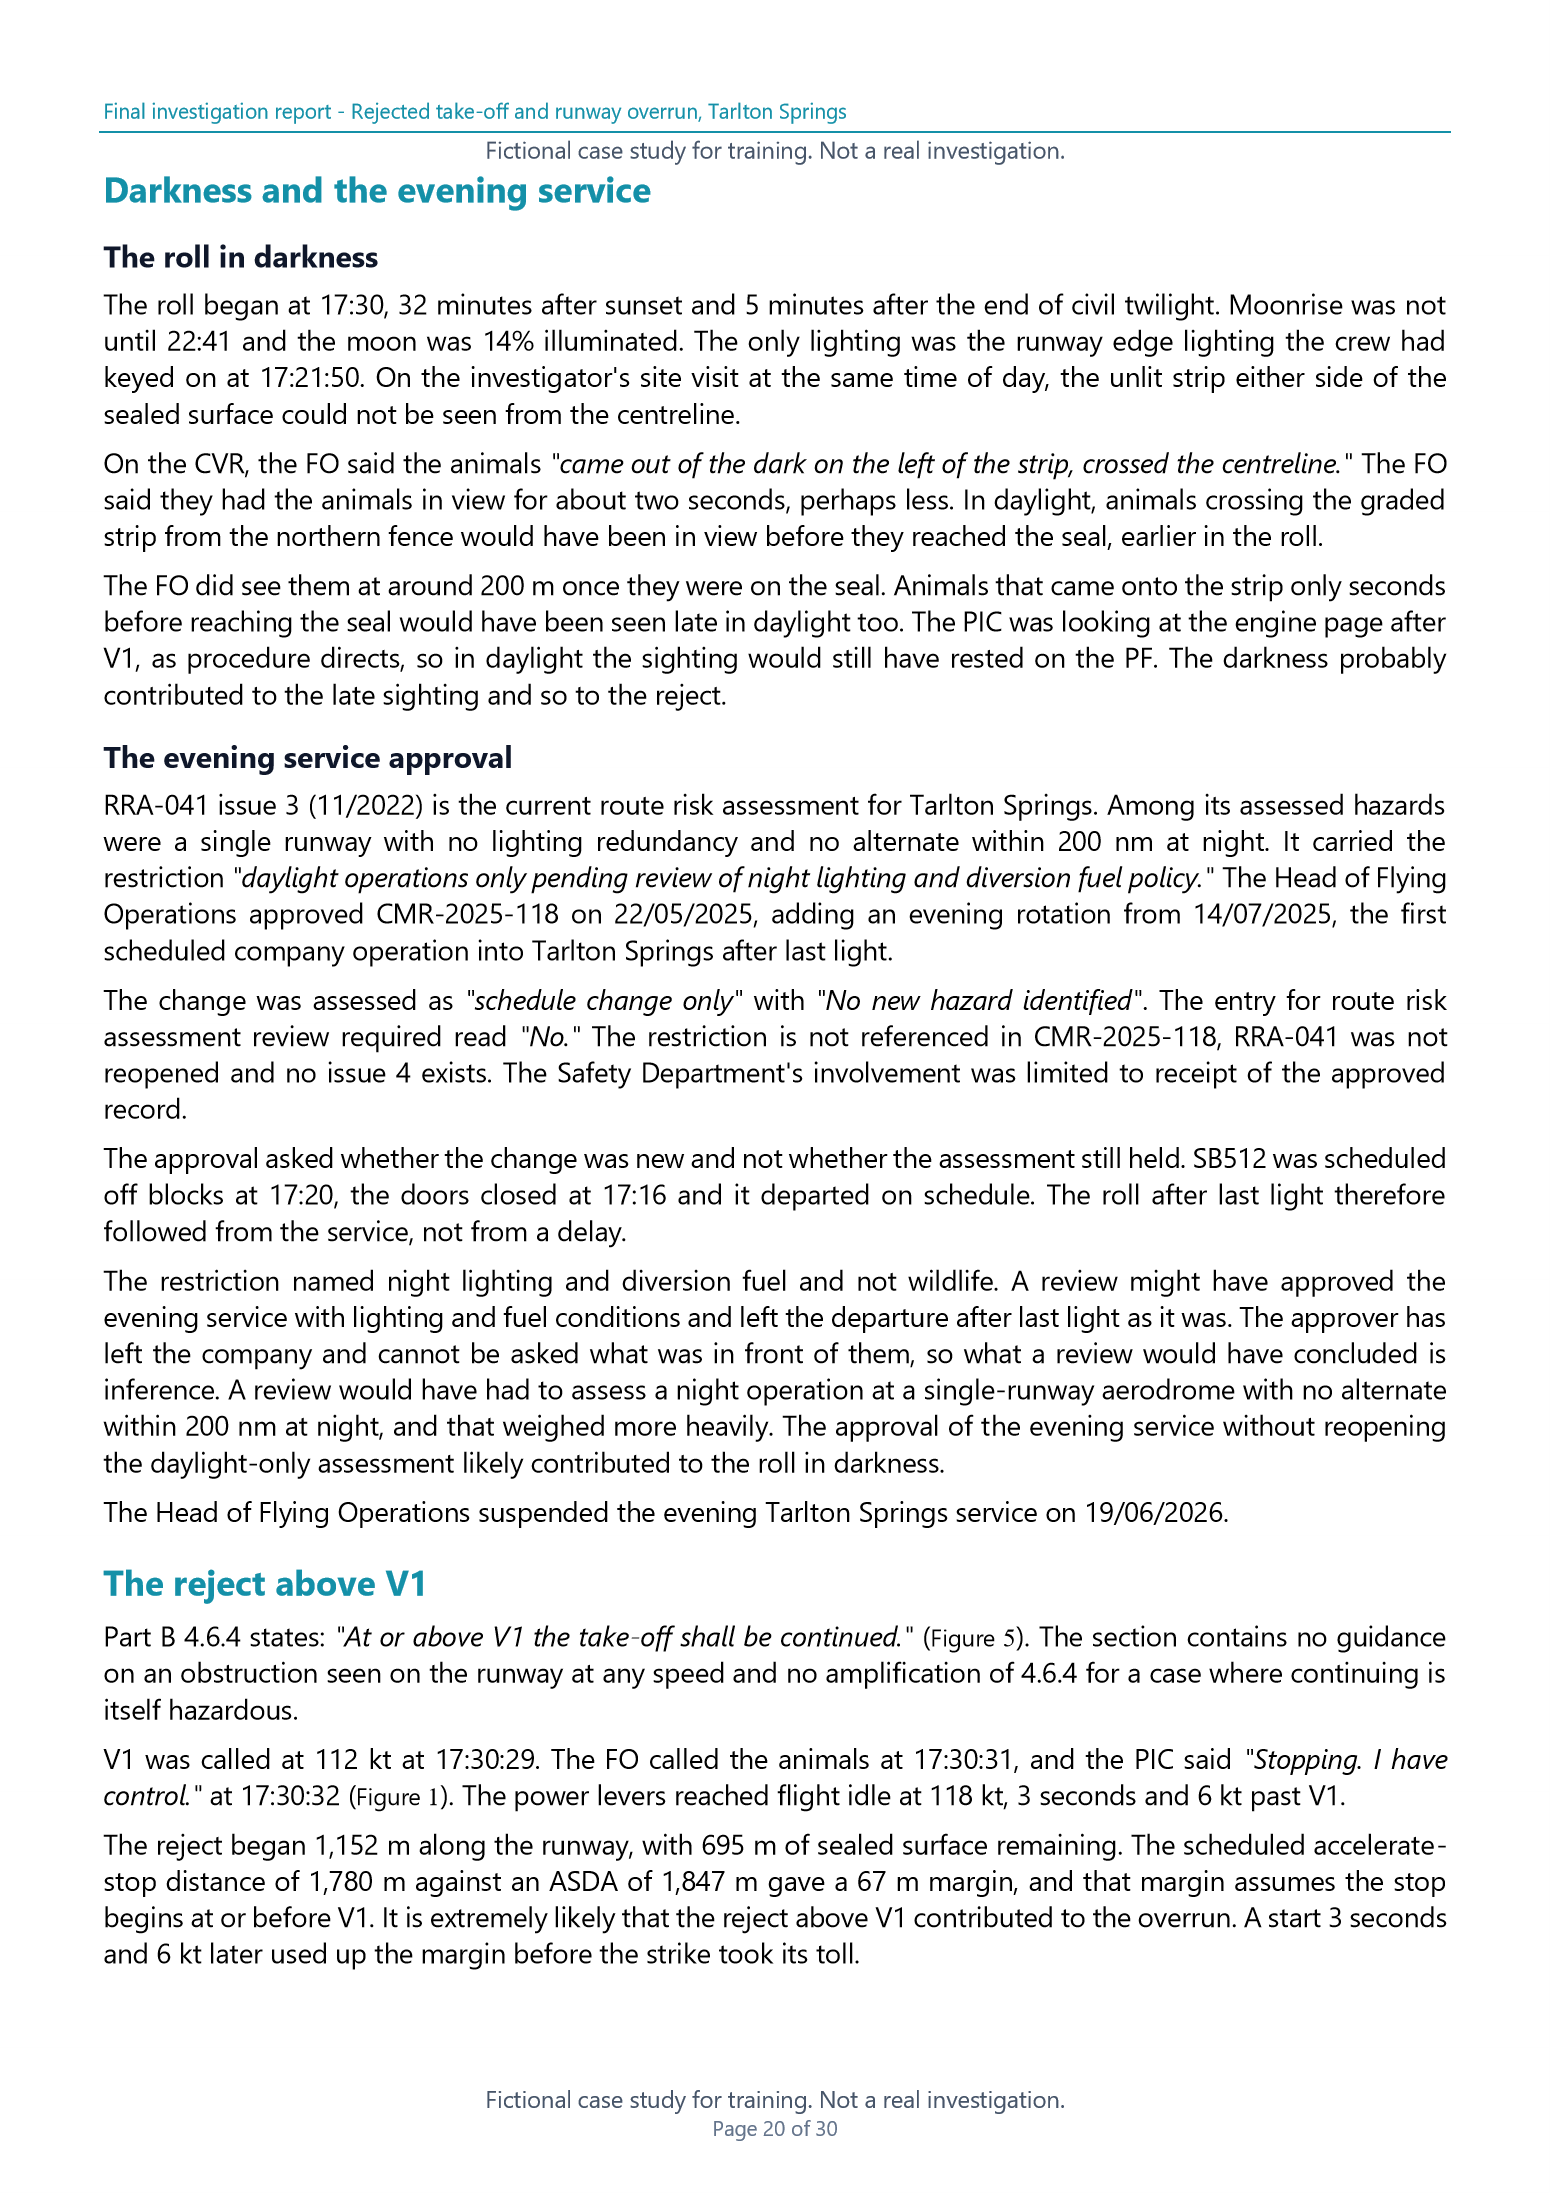 Final investigation report - Rejected take-off and runway overrun, Tarlton Springs
Fictional case study for training. Not a real investigation.
Darkness and the evening service
The roll in darkness
The roll began at 17:30, 32 minutes after sunset and 5 minutes after the end of civil twilight. Moonrise was not
until 22:41 and the moon was 14% illuminated. The only lighting was the runway edge lighting the crew had
keyed on at 17:21:50. On the investigator's site visit at the same time of day, the unlit strip either side of the
sealed surface could not be seen from the centreline.
On the CVR, the FO said the animals "came out of the dark on the left of the strip, crossed the centreline." The FO
said they had the animals in view for about two seconds, perhaps less. In daylight, animals crossing the graded
strip from the northern fence would have been in view before they reached the seal, earlier in the roll.
The FO did see them at around 200 m once they were on the seal. Animals that came onto the strip only seconds
before reaching the seal would have been seen late in daylight too. The PIC was looking at the engine page after
V1, as procedure directs, so in daylight the sighting would still have rested on the PF. The darkness probably
contributed to the late sighting and so to the reject.
The evening service approval
RRA-041 issue 3 (11/2022) is the current route risk assessment for Tarlton Springs. Among its assessed hazards
were a single runway with no lighting redundancy and no alternate within 200 nm at night. It carried the
restriction "daylight operations only pending review of night lighting and diversion fuel policy." The Head of Flying
Operations approved CMR-2025-118 on 22/05/2025, adding an evening rotation from 14/07/2025, the first
scheduled company operation into Tarlton Springs after last light.
The change was assessed as "schedule change only" with "No new hazard identified". The entry for route risk
assessment review required read "No." The restriction is not referenced in CMR-2025-118, RRA-041 was not
reopened and no issue 4 exists. The Safety Department's involvement was limited to receipt of the approved
record.
The approval asked whether the change was new and not whether the assessment still held. SB512 was scheduled
off blocks at 17:20, the doors closed at 17:16 and it departed on schedule. The roll after last light therefore
followed from the service, not from a delay.
The restriction named night lighting and diversion fuel and not wildlife. A review might have approved the
evening service with lighting and fuel conditions and left the departure after last light as it was. The approver has
left the company and cannot be asked what was in front of them, so what a review would have concluded is
inference. A review would have had to assess a night operation at a single-runway aerodrome with no alternate
within 200 nm at night, and that weighed more heavily. The approval of the evening service without reopening
the daylight-only assessment likely contributed to the roll in darkness.
The Head of Flying Operations suspended the evening Tarlton Springs service on 19/06/2026.
The reject above V1
Part B 4.6.4 states: "At or above V1 the take-off shall be continued." (Figure 5). The section contains no guidance
on an obstruction seen on the runway at any speed and no amplification of 4.6.4 for a case where continuing is
itself hazardous.
V1 was called at 112 kt at 17:30:29. The FO called the animals at 17:30:31, and the PIC said "Stopping. I have
control." at 17:30:32 (Figure 1). The power levers reached flight idle at 118 kt, 3 seconds and 6 kt past V1.
The reject began 1,152 m along the runway, with 695 m of sealed surface remaining. The scheduled accelerate-
stop distance of 1,780 m against an ASDA of 1,847 m gave a 67 m margin, and that margin assumes the stop
begins at or before V1. It is extremely likely that the reject above V1 contributed to the overrun. A start 3 seconds
and 6 kt later used up the margin before the strike took its toll.
Fictional case study for training. Not a real investigation.
Page 20 of 30